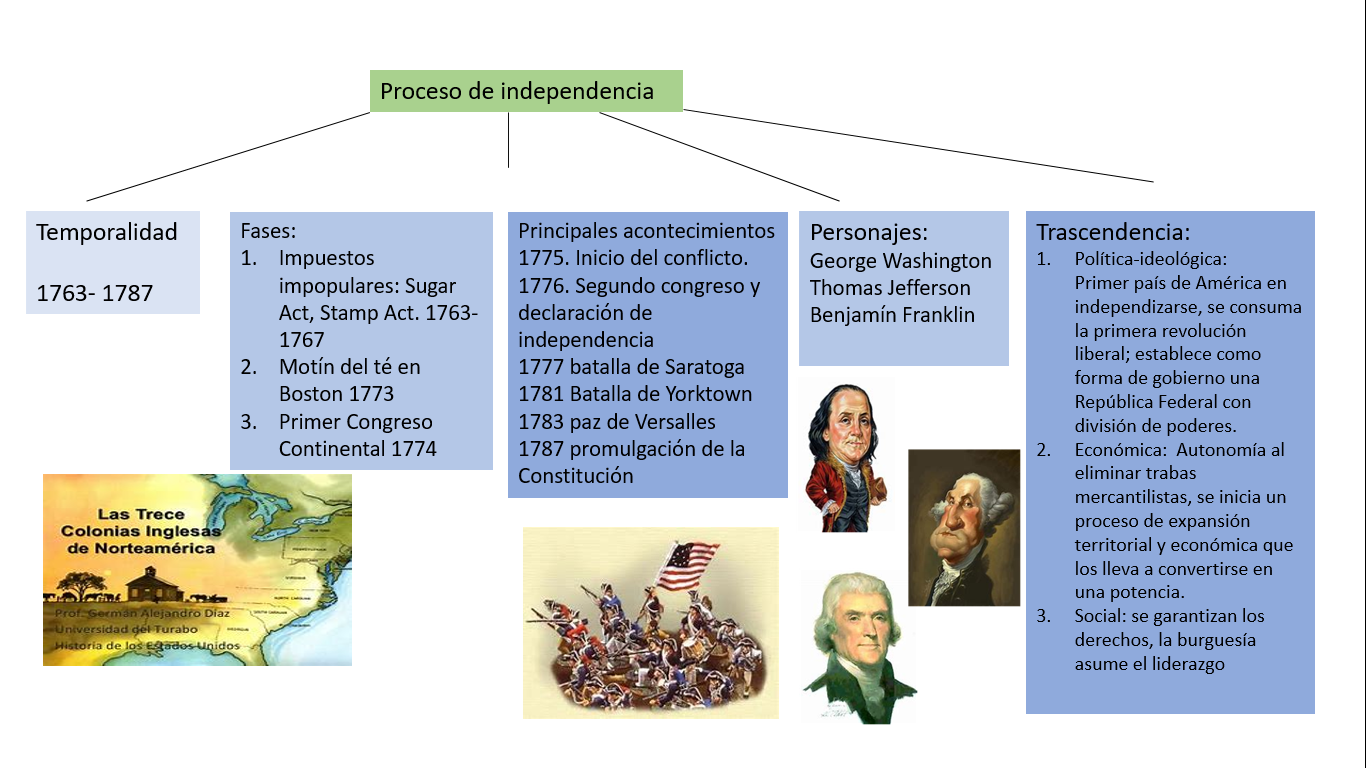 Proceso de independencia
Temporalidad
1763- 1787
Fases:
1. Impuestos
impopulares: Sugar
Act, Stamp Act. 1763-
1767
2. Motín del té en
Boston 1773
3. Primer Congreso
Continental 1774
Principales acontecimientos
1775. Inicio del conflicto.
1776. Segundo congreso y
declaración de
independencia
1777 batalla de Saratoga
1781 Batalla de Yorktown
1783 paz de Versalles
1787 promulgación de la
Constitución
Personajes:
George Washington
Thomas Jefferson
Benjamín Franklin
Trascendencia:
1. Política-ideológica:
Primer país de América en
independizarse, se consuma
la primera revolución
liberal; establece como
forma de gobierno una
República Federal con
división de poderes.
2. Económica: Autonomía al
eliminar trabas
mercantilistas, se inicia un
proceso de expansión
territorial y económica que
los lleva a convertirse en
una potencia.
3. Social: se garantizan los
derechos, la burguesía
asume el liderazgo
Las Trece
Colonias Inglesas
de Norteamérica
Prof. Germán Alejandro Díaz
Universidad del Turabo
Historia de los Estados Unidos